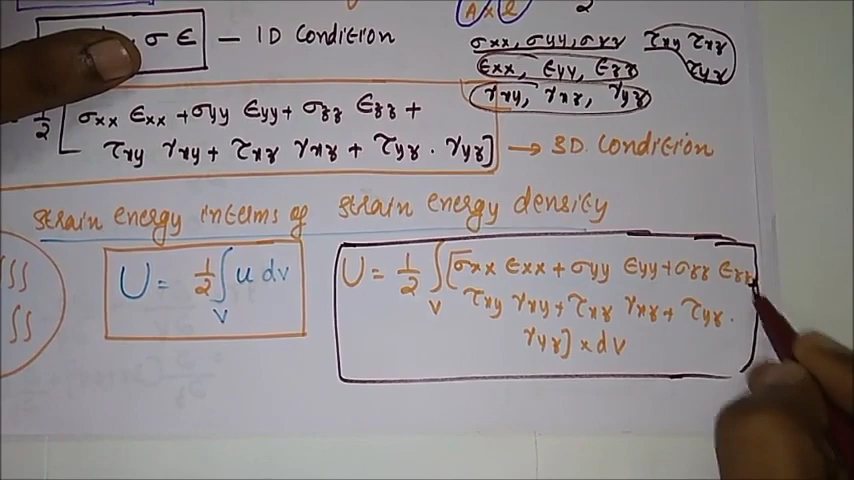 A x l
2
σ ε — 1D Condition
σxx, σyy, σzz τxy τxz
εxx, εyy, εzz τyz
γxy, γxz, γyz
1/2 [σxx εxx + σyy εyy + σzz εzz +
τxy γxy + τxz γxz + τyz . γyz] → 3D Condition
strain energy interms of strain energy density
∫∫∫
∫∫
U = 1/2 ∫v u dv
U = 1/2 ∫v [σxx εxx + σyy εyy + σzz εzz
τxy γxy + τxz γxz + τyz .
γyz] x dv